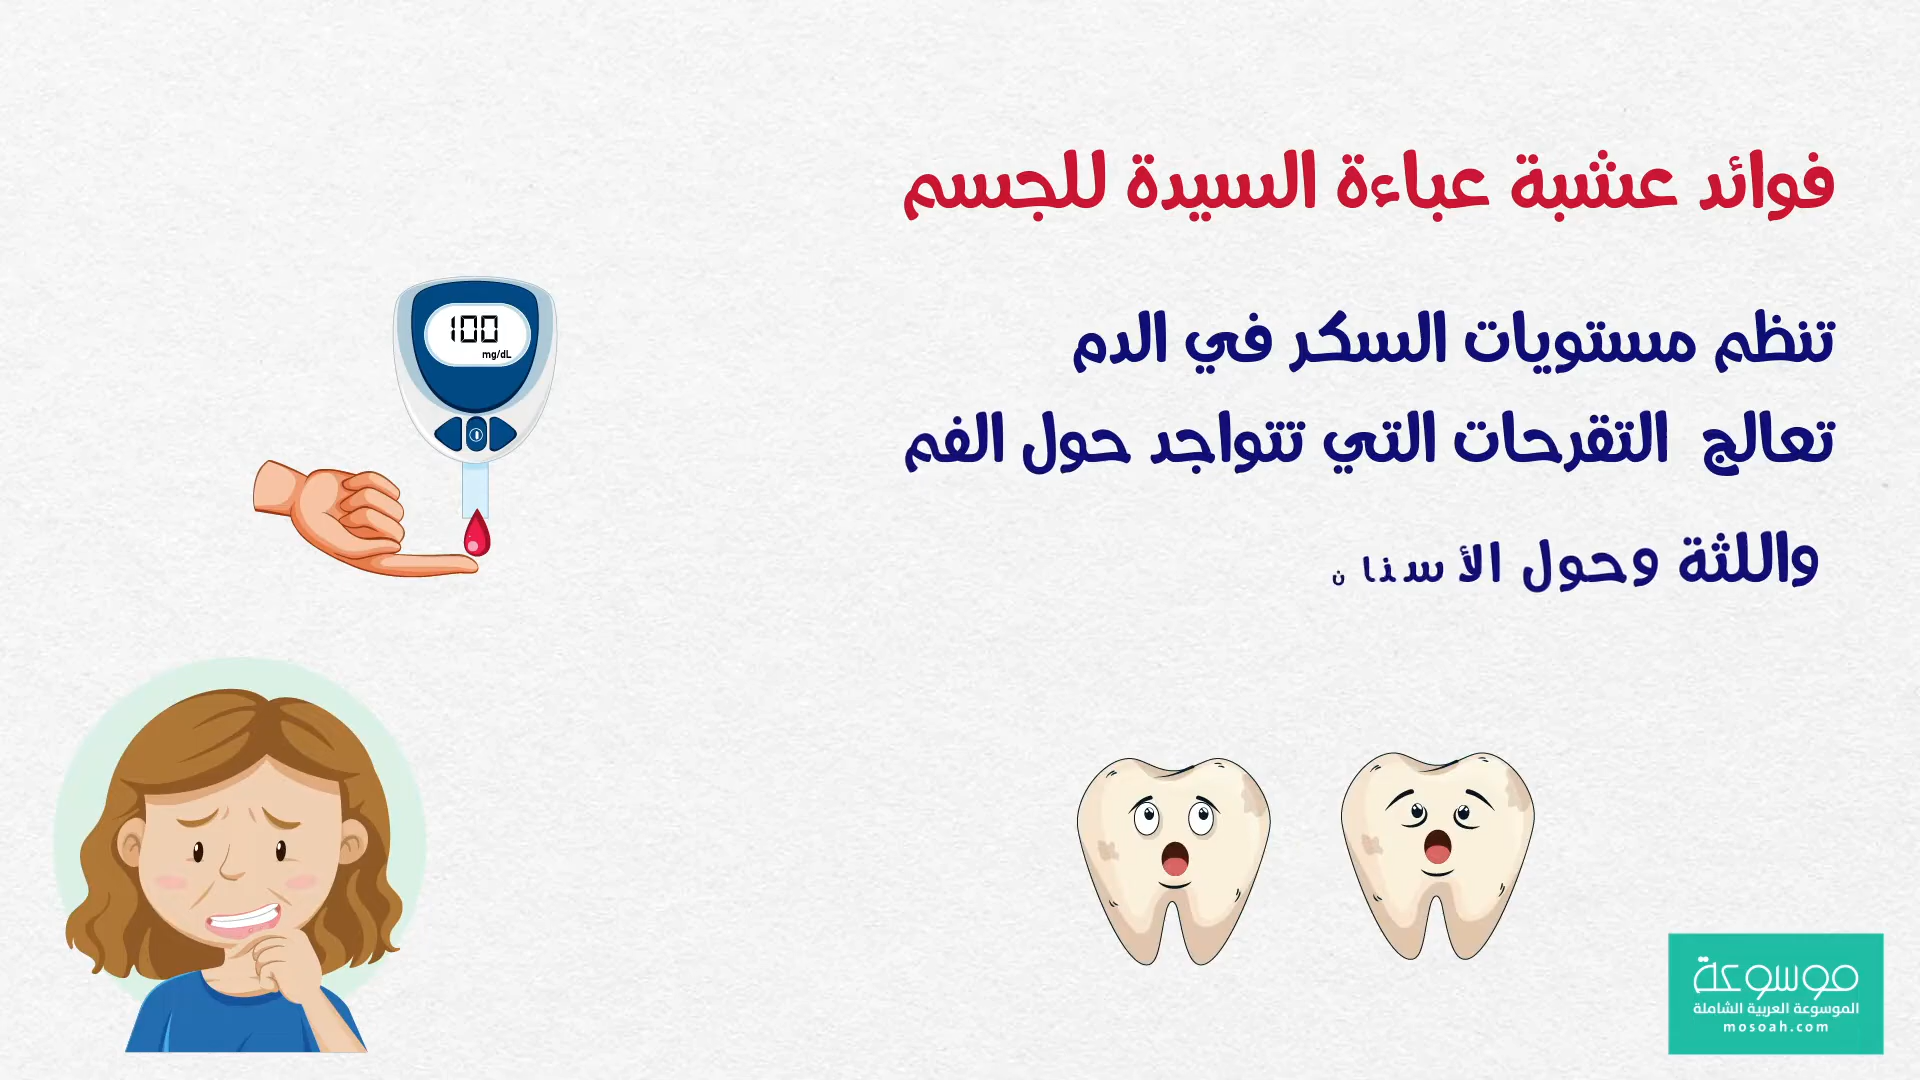 فوائد عشبة عباءة السيدة للجسم
تنظم مستويات السكر في الدم
تعالج التقرحات التي تتواجد حول الفم
واللثة وحول الأسنان
100
mg/dL
موسوعة
الموسوعة العربية الشاملة
mosoah.com